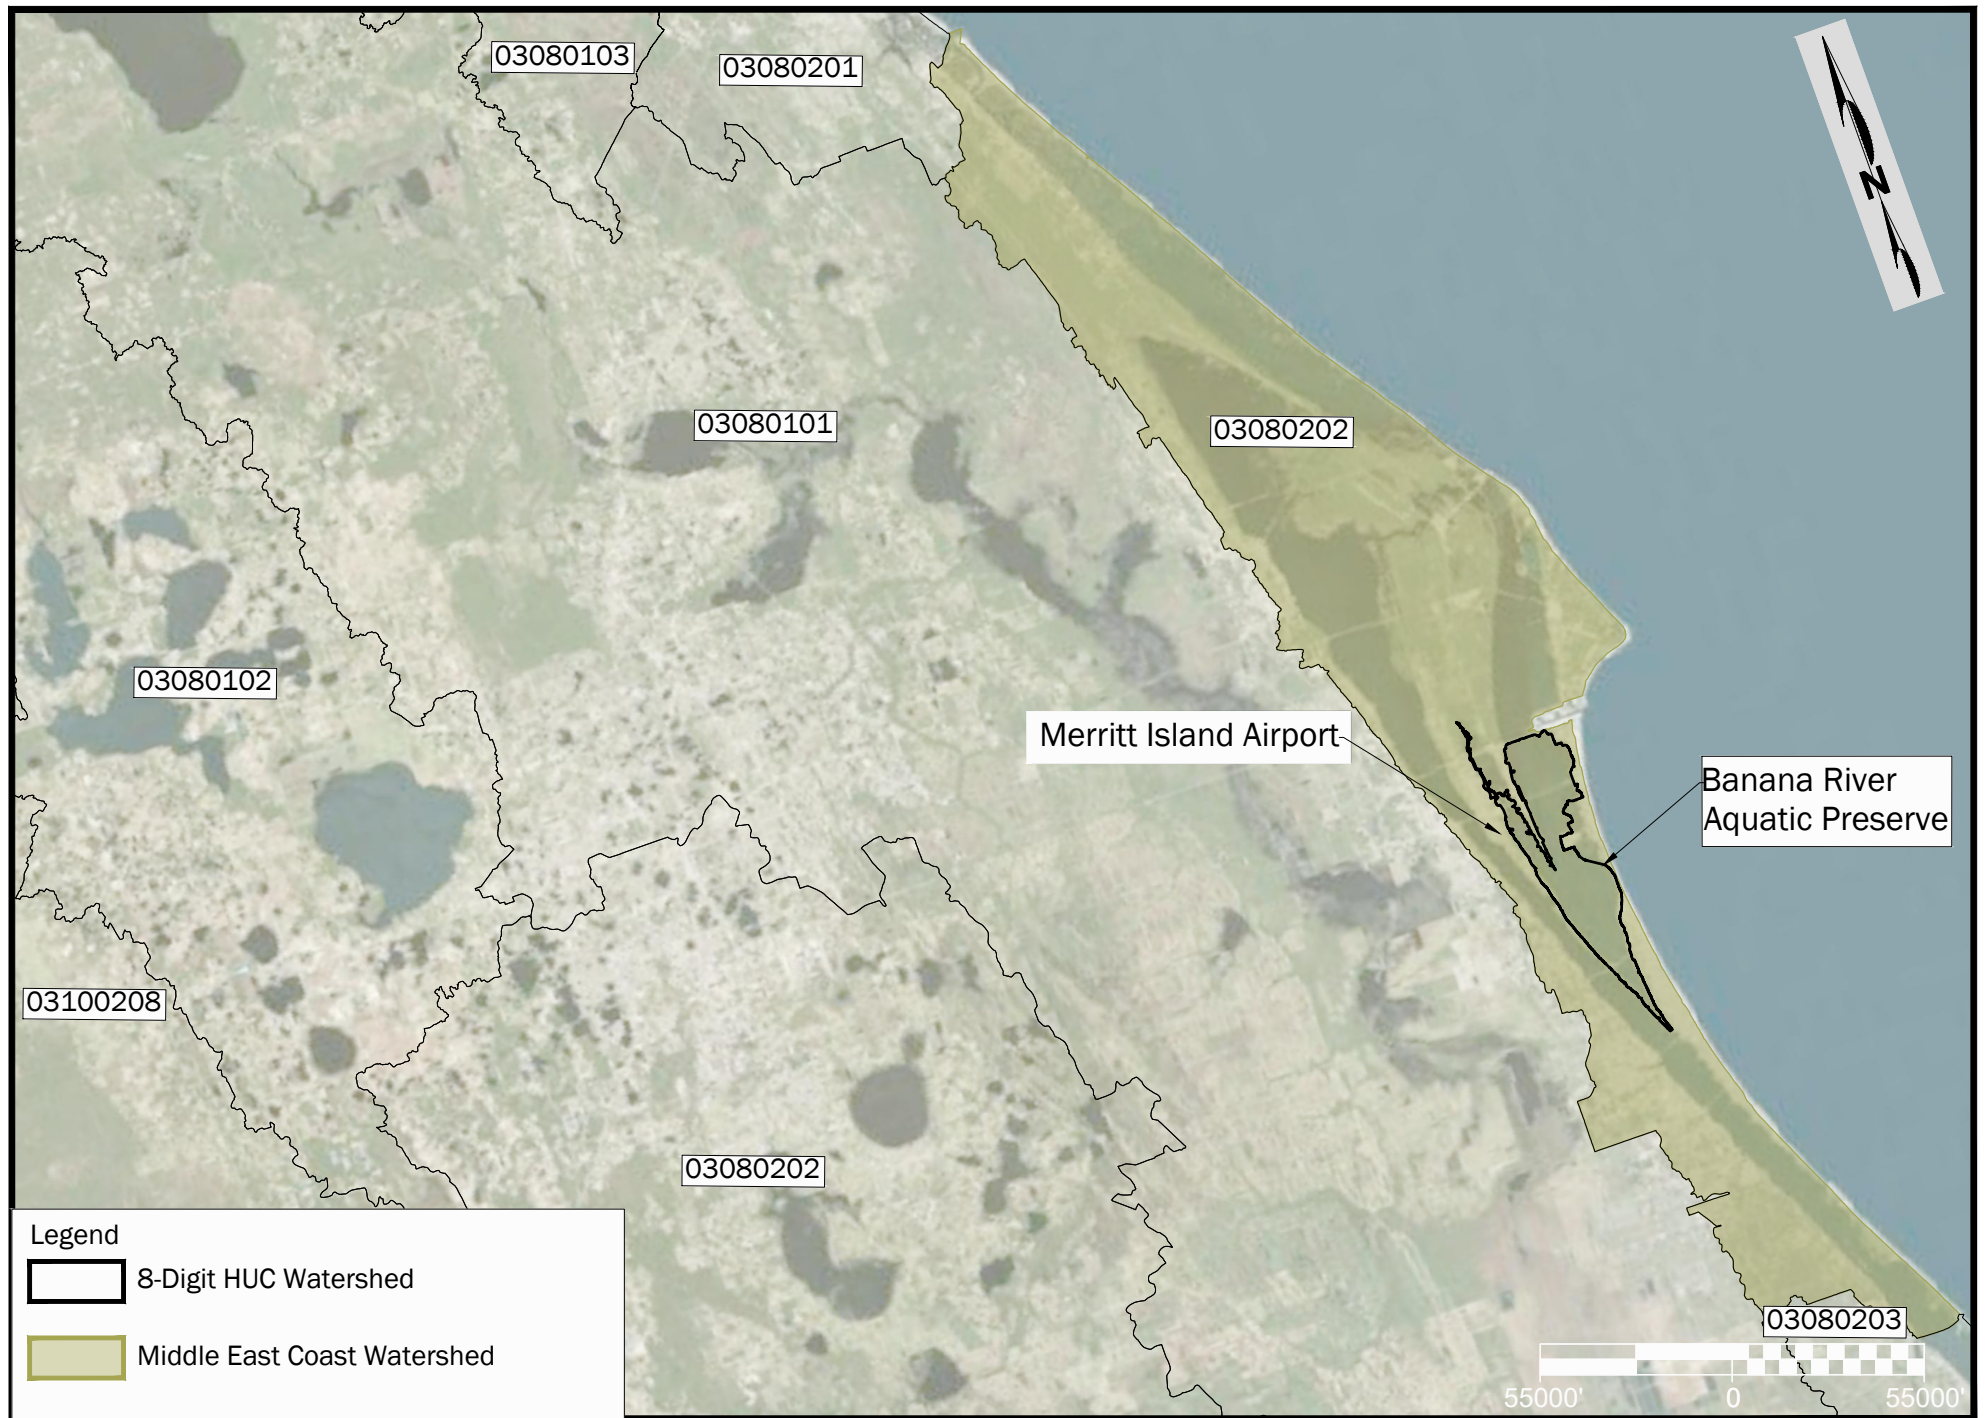 03080103
03080201
N
03080101
03080202
03080102
Merritt Island Airport
Banana River
Aquatic Preserve
03100208
03080202
Legend
8-Digit HUC Watershed
Middle East Coast Watershed
03080203
55000' 0 55000'